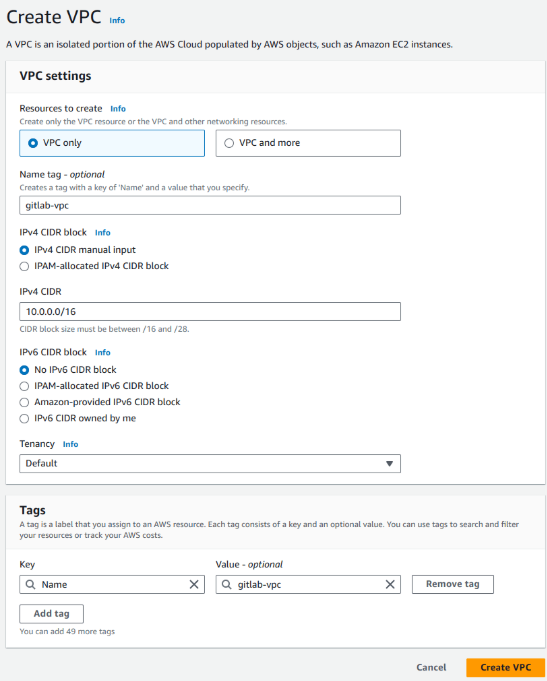 Create VPC Info
A VPC is an isolated portion of the AWS Cloud populated by AWS objects, such as Amazon EC2 instances.
VPC settings
Resources to create Info
Create only the VPC resource or the VPC and other networking resources.
VPC only
VPC and more
Name tag - optional
Creates a tag with a key of 'Name' and a value that you specify.
gitlab-vpc
IPv4 CIDR block Info
IPv4 CIDR manual input
IPAM-allocated IPv4 CIDR block
IPv4 CIDR
10.0.0.0/16
CIDR block size must be between /16 and /28.
IPv6 CIDR block Info
No IPv6 CIDR block
IPAM-allocated IPv6 CIDR block
Amazon-provided IPv6 CIDR block
IPv6 CIDR owned by me
Tenancy Info
Default
Tags
A tag is a label that you assign to an AWS resource. Each tag consists of a key and an optional value. You can use tags to search and filter
your resources or track your AWS costs.
Key Value - optional
Name gitlab-vpc Remove tag
Add tag
You can add 49 more tags
Cancel Create VPC